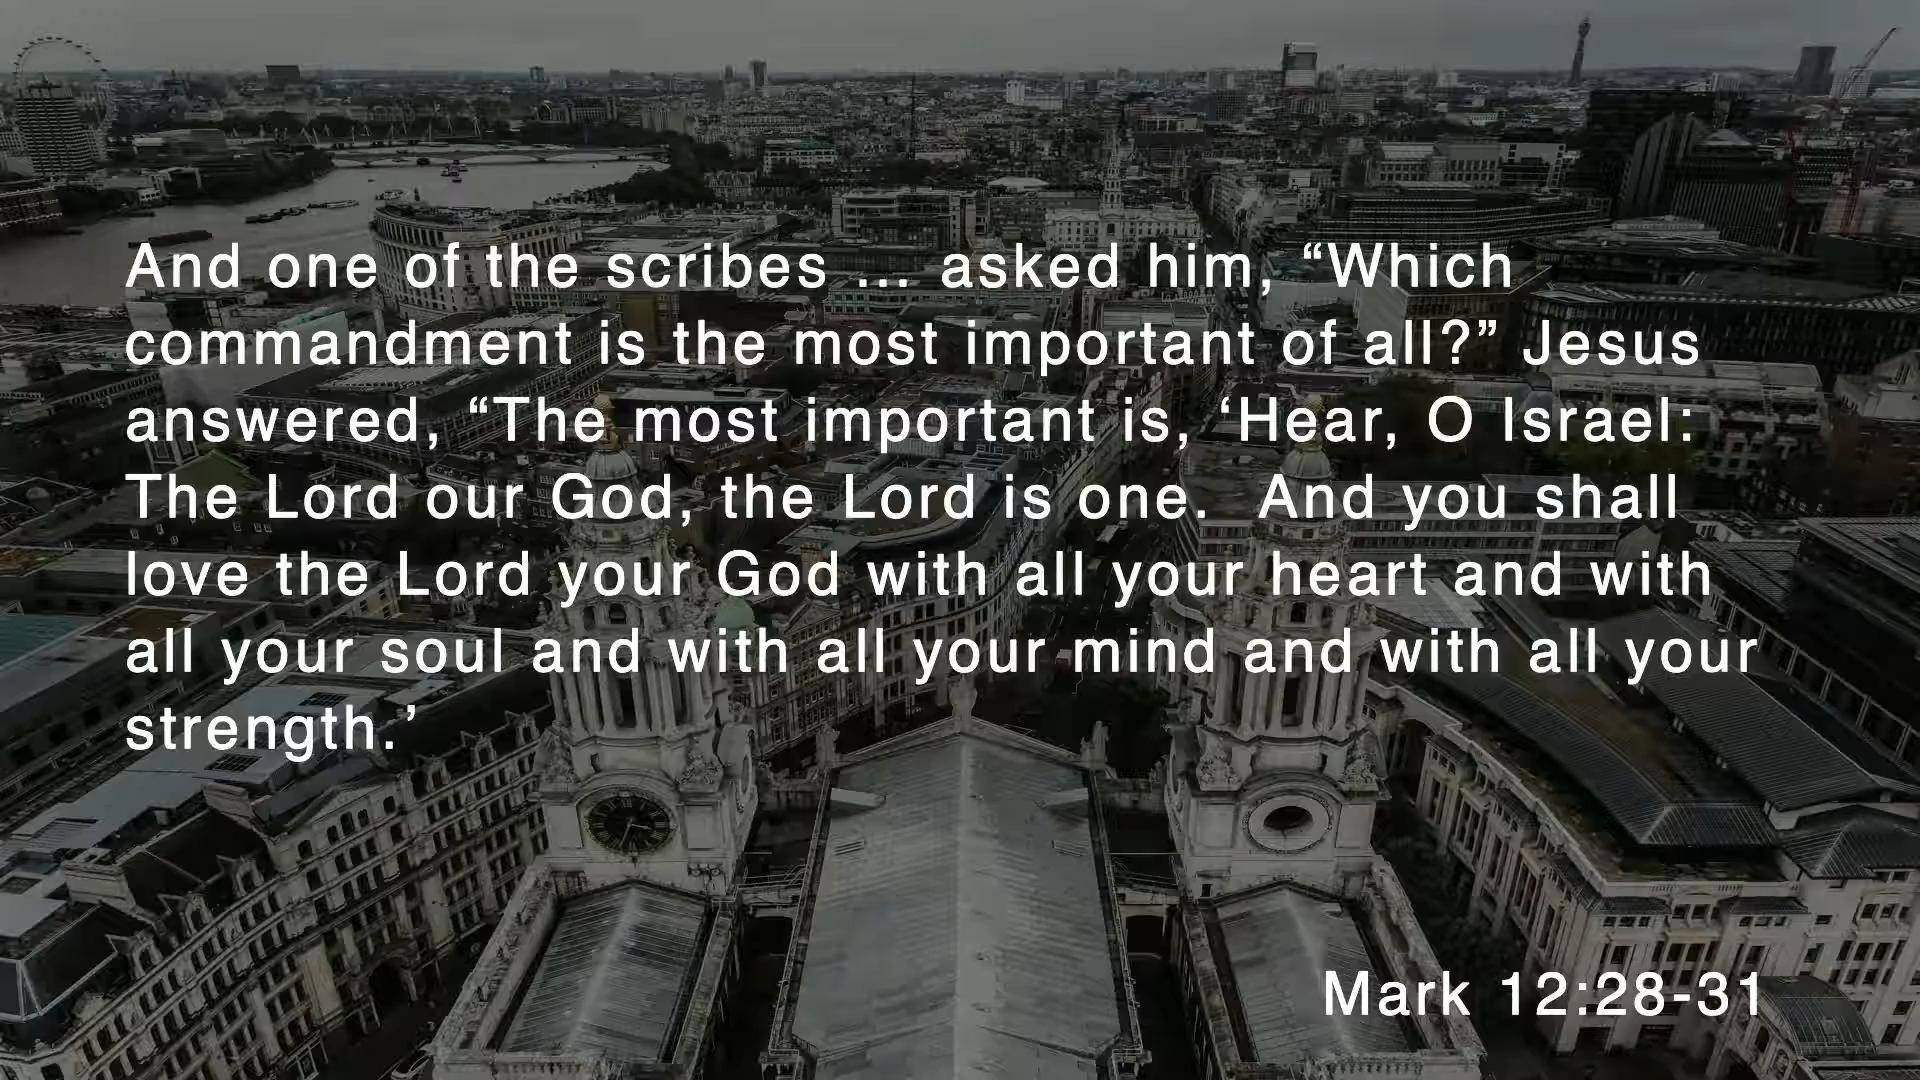 And one of the scribes ... asked him, “Which
commandment is the most important of all?” Jesus
answered, “The most important is, ‘Hear, O Israel:
The Lord our God, the Lord is one.  And you shall
love the Lord your God with all your heart and with
all your soul and with all your mind and with all your
strength.’
Mark 12:28-31